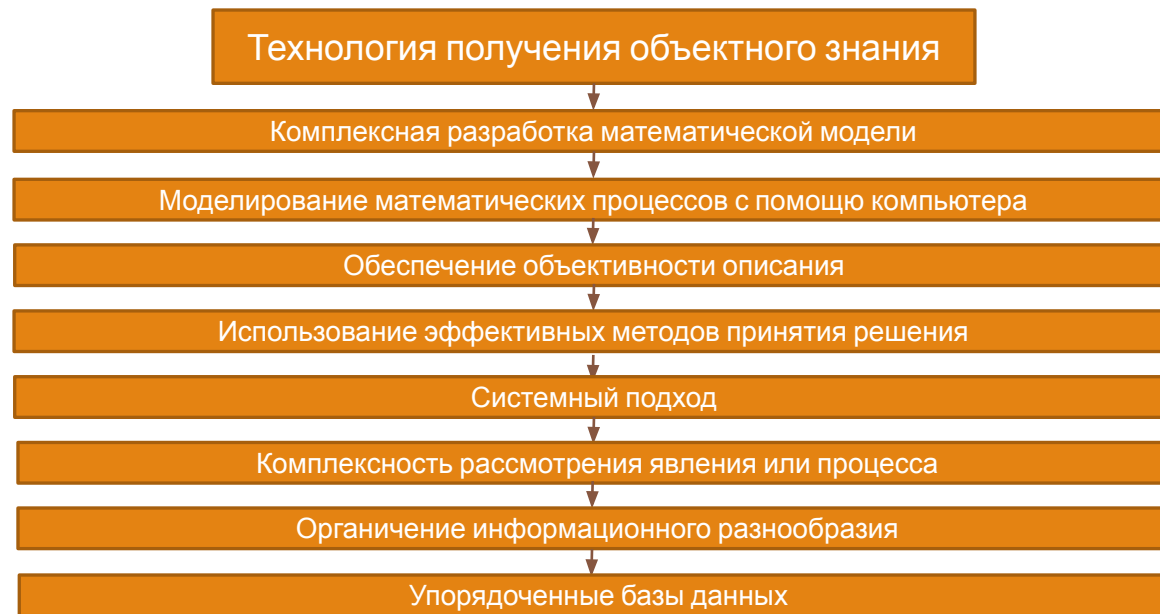 Технология получения объектного знания
Комплексная разработка математической модели
Моделирование математических процессов с помощю компьютера
Обеспечение объективности описания
Использование эффективных методов принятия решения
Системный подход
Комплексность рассмотрения явления или процесса
Органичение информационного разнообразия
Упорядоченные базы данных